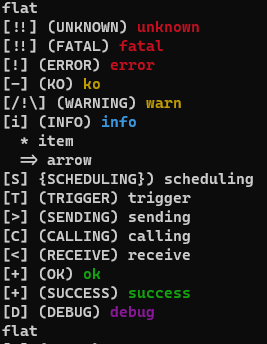 flat
[!!] (UNKNOWN) unknown
[!!] (FATAL) fatal
[!] (ERROR) error
[-] (KO) ko
[/!\] (WARNING) warn
[i] (INFO) info
* item
=> arrow
[S] {SCHEDULING}) scheduling
[T] (TRIGGER) trigger
[>] (SENDING) sending
[C] (CALLING) calling
[<] (RECEIVE) receive
[+] (OK) ok
[+] (SUCCESS) success
[D] (DEBUG) debug
flat